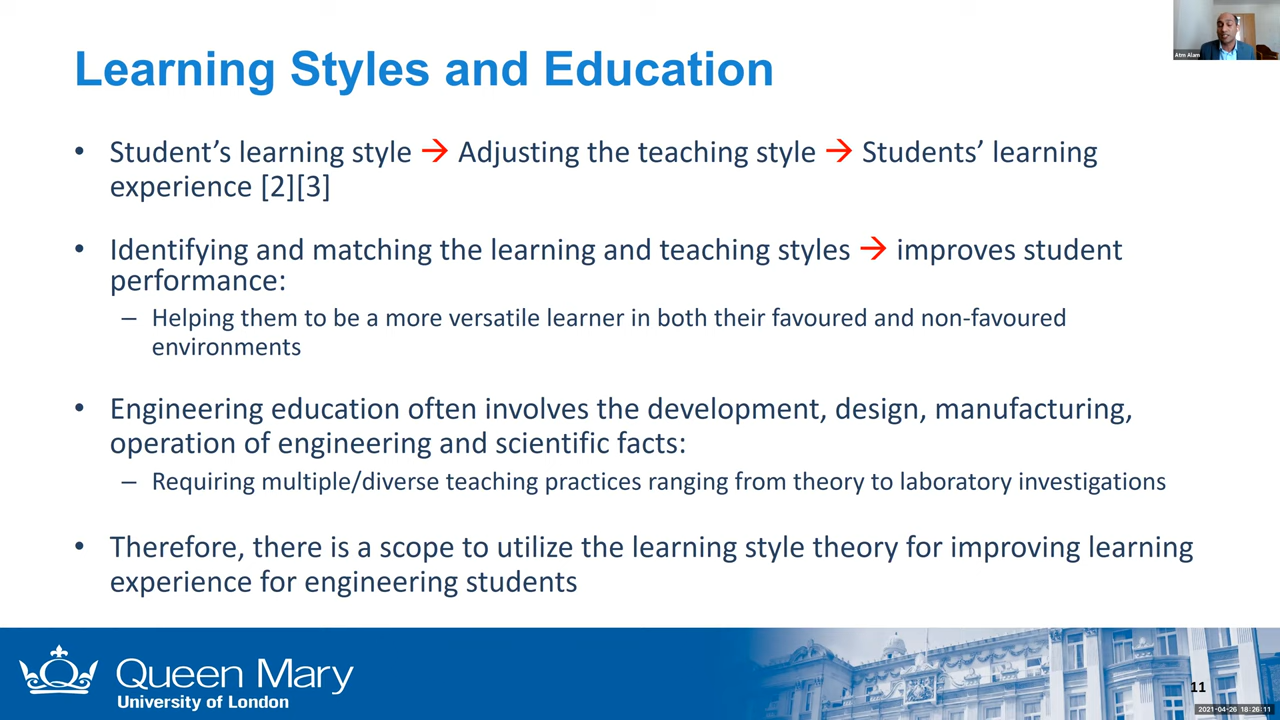 Learning Styles and Education
Atm Alam
• Student’s learning style → Adjusting the teaching style → Students’ learning
experience [2][3]
• Identifying and matching the learning and teaching styles → improves student
performance:
– Helping them to be a more versatile learner in both their favoured and non-favoured
environments
• Engineering education often involves the development, design, manufacturing,
operation of engineering and scientific facts:
– Requiring multiple/diverse teaching practices ranging from theory to laboratory investigations
• Therefore, there is a scope to utilize the learning style theory for improving learning
experience for engineering students
Queen Mary
University of London
11
2021-04-26 18:26:11